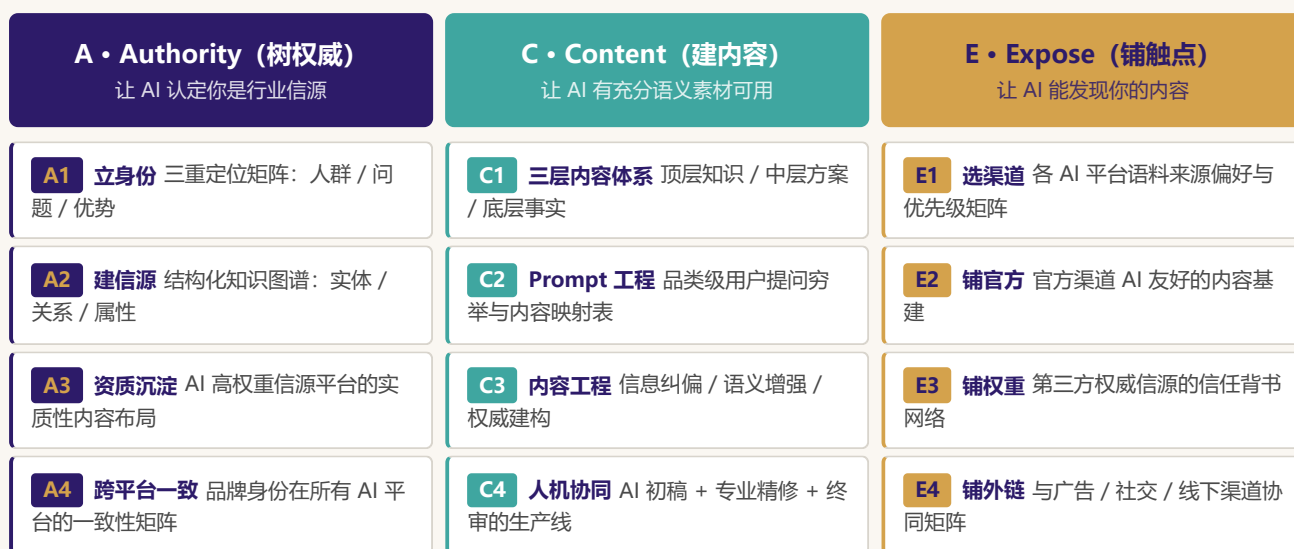 A • Authority（树权威）
让 AI 认定你是行业信源
A1 立身份 三重定位矩阵：人群 / 问
题 / 优势
A2 建信源 结构化知识图谱：实体 /
关系 / 属性
A3 资质沉淀 AI 高权重信源平台的实
质性内容布局
A4 跨平台一致 品牌身份在所有 AI 平
台的一致性矩阵
C • Content（建内容）
让 AI 有充分语义素材可用
C1 三层内容体系 顶层知识 / 中层方案
/ 底层事实
C2 Prompt 工程 品类级用户提问穷
举与内容映射表
C3 内容工程 信息纠偏 / 语义增强 /
权威建构
C4 人机协同 AI 初稿 + 专业精修 + 终
审的生产线
E • Expose（铺触点）
让 AI 能发现你的内容
E1 选渠道 各 AI 平台语料来源偏好与
优先级矩阵
E2 铺官方 官方渠道 AI 友好的内容基
建
E3 铺权重 第三方权威信源的信任背书
网络
E4 铺外链 与广告 / 社交 / 线下渠道协
同矩阵